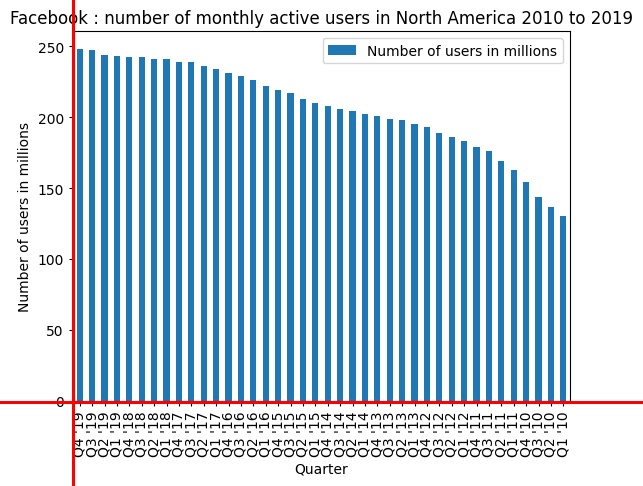 Facebook : number of monthly active users in North America 2010 to 2019
Number of users in millions
Number of users in millions
250
200
150
100
50
0
Q4 '19
Q3 '19
Q2 '19
Q1 '19
Q4 '18
Q3 '18
Q2 '18
Q1 '18
Q4 '17
Q3 '17
Q2 '17
Q1 '17
Q4 '16
Q3 '16
Q2 '16
Q1 '16
Q4 '15
Q3 '15
Q2 '15
Q1 '15
Q4 '14
Q3 '14
Q2 '14
Q1 '14
Q4 '13
Q3 '13
Q2 '13
Q1 '13
Q4 '12
Q3 '12
Q2 '12
Q1 '12
Q4 '11
Q3 '11
Q2 '11
Q1 '11
Q4 '10
Q3 '10
Q2 '10
Q1 '10
Quarter